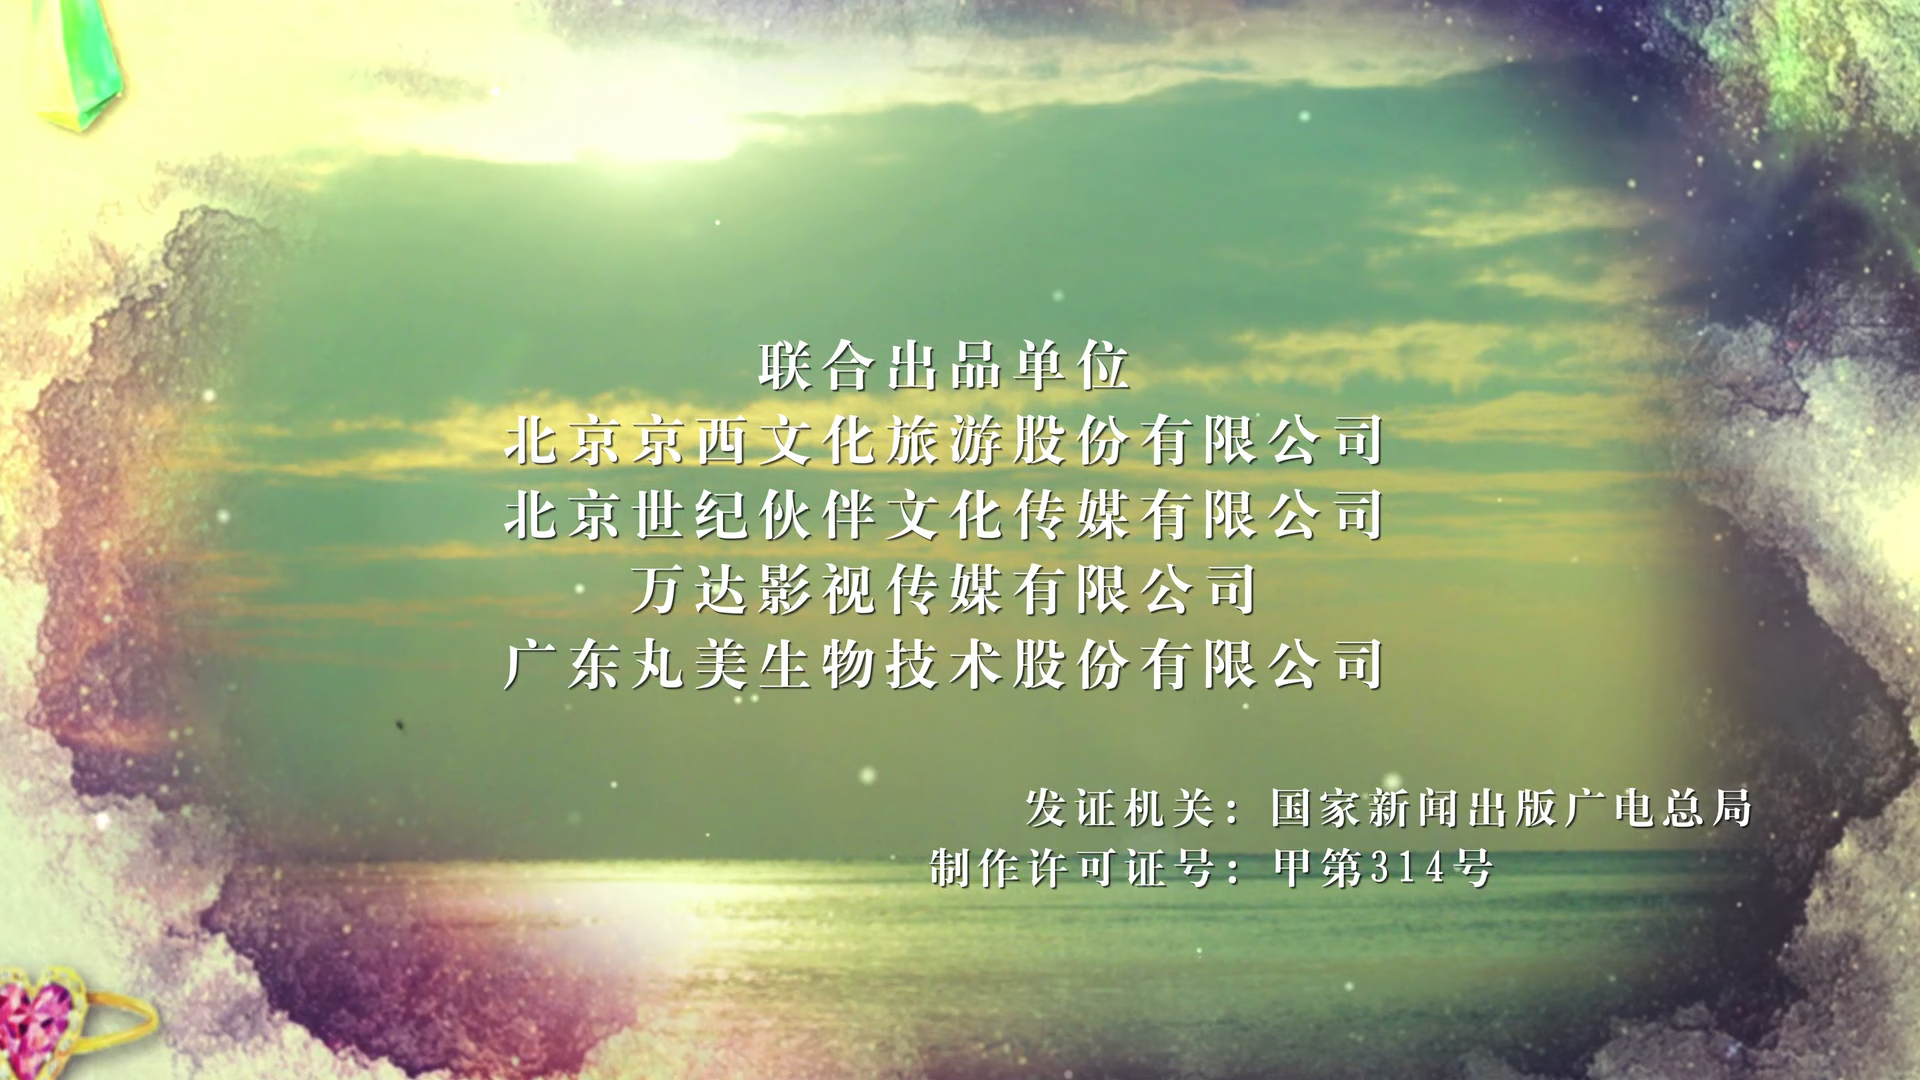 联合出品单位
北京京西文化旅游股份有限公司
北京世纪伙伴文化传媒有限公司
万达影视传媒有限公司
广东丸美生物技术股份有限公司
发证机关：国家新闻出版广电总局
制作许可证号：甲第314号